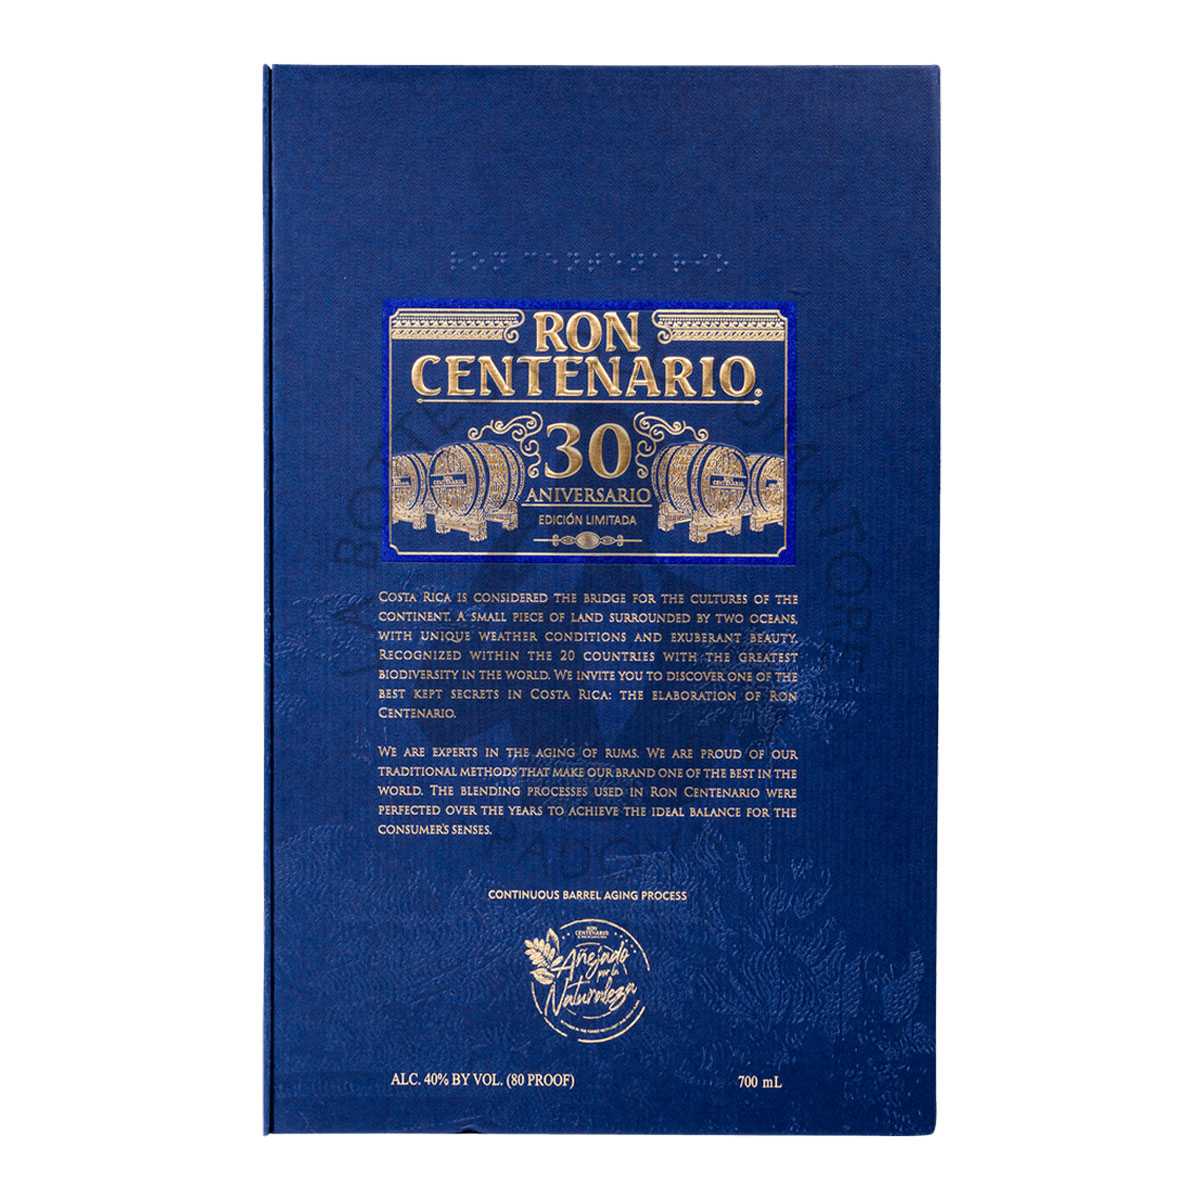 RON
CENTENARIO
30
ANIVERSARIO
EDICIÓN LIMITADA
RON
CENTENARIO
COSTA RICA IS CONSIDERED THE BRIDGE FOR THE CULTURES OF THE
CONTINENT. A SMALL PIECE OF LAND SURROUNDED BY TWO OCEANS,
WITH UNIQUE WEATHER CONDITIONS AND EXUBERANT BEAUTY.
RECOGNIZED WITHIN THE 20 COUNTRIES WITH THE GREATEST
BIODIVERSITY IN THE WORLD. WE INVITE YOU TO DISCOVER ONE OF THE
BEST KEPT SECRETS IN COSTA RICA: THE ELABORATION OF RON
CENTENARIO.
WE ARE EXPERTS IN THE AGING OF RUMS. WE ARE PROUD OF OUR
TRADITIONAL METHODS THAT MAKE OUR BRAND ONE OF THE BEST IN THE
WORLD. THE BLENDING PROCESSES USED IN RON CENTENARIO WERE
PERFECTED OVER THE YEARS TO ACHIEVE THE IDEAL BALANCE FOR THE
CONSUMER'S SENSES.
CONTINUOUS BARREL AGING PROCESS
RON
CENTENARIO
Añejado
por la
Naturaleza
ALC. 40% BY VOL. (80 PROOF)
700 mL